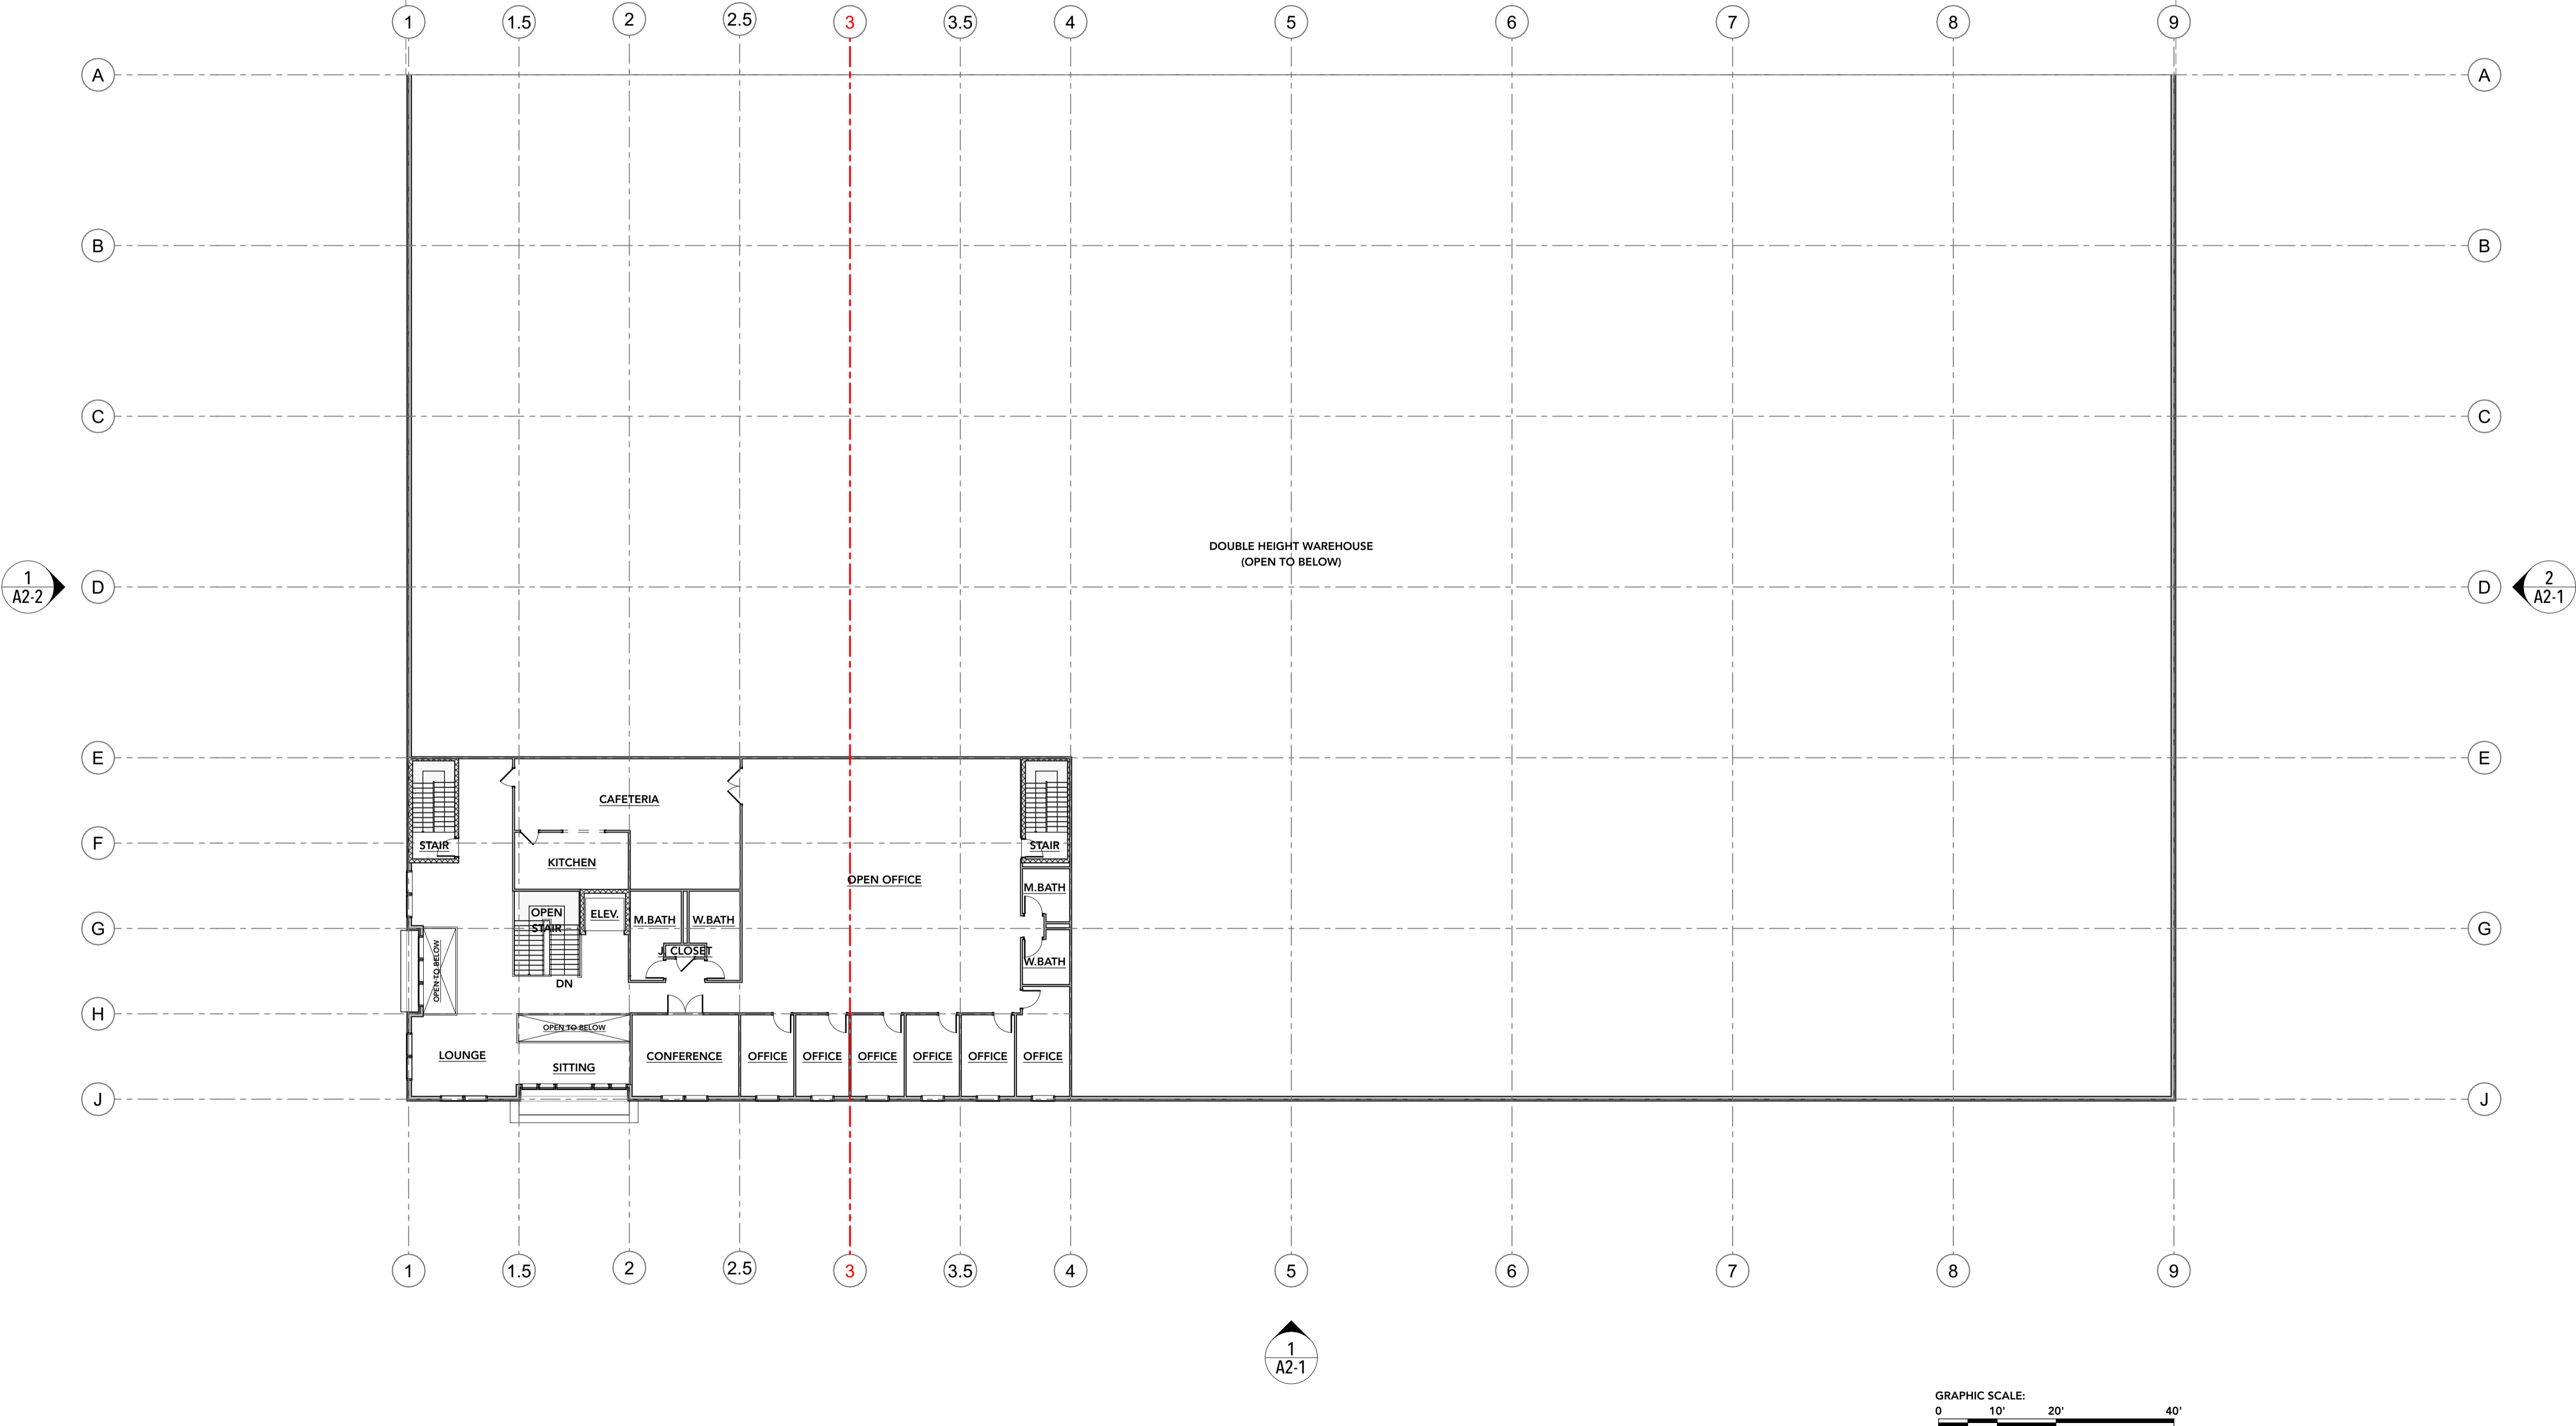 1 1.5 2 2.5 3 3.5 4 5 6 7 8 9
A A
B B
C C
DOUBLE HEIGHT WAREHOUSE
(OPEN TO BELOW)
1 D D 2
A2-2 A2-1
E E
CAFETERIA
F F
STAIR STAIR
KITCHEN
OPEN OFFICE
M.BATH
OPEN ELEV. M.BATH W.BATH
STAIR
G G
J. CLOSET
W.BATH
OPEN TO BELOW
DN
H H
OPEN TO BELOW
LOUNGE CONFERENCE OFFICE OFFICE OFFICE OFFICE OFFICE OFFICE
SITTING
J J
1 1.5 2 2.5 3 3.5 4 5 6 7 8 9
1
A2-1
GRAPHIC SCALE:
0 10' 20' 40'